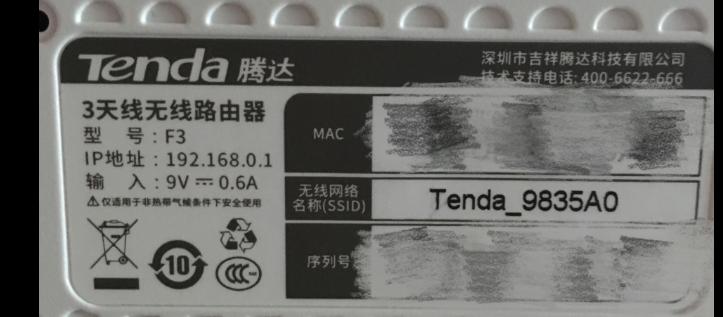 Tenda 腾达
深圳市吉祥腾达科技有限公司
技术支持电话: 400-6622-666
3天线无线路由器
型 号: F3
IP地址: 192.168.0.1
输 入: 9V ⎓ 0.6A
⚠仅适用于非热带气候条件下安全使用
10
CCC
MAC
无线网络
名称(SSID)
Tenda_9835A0
序列号